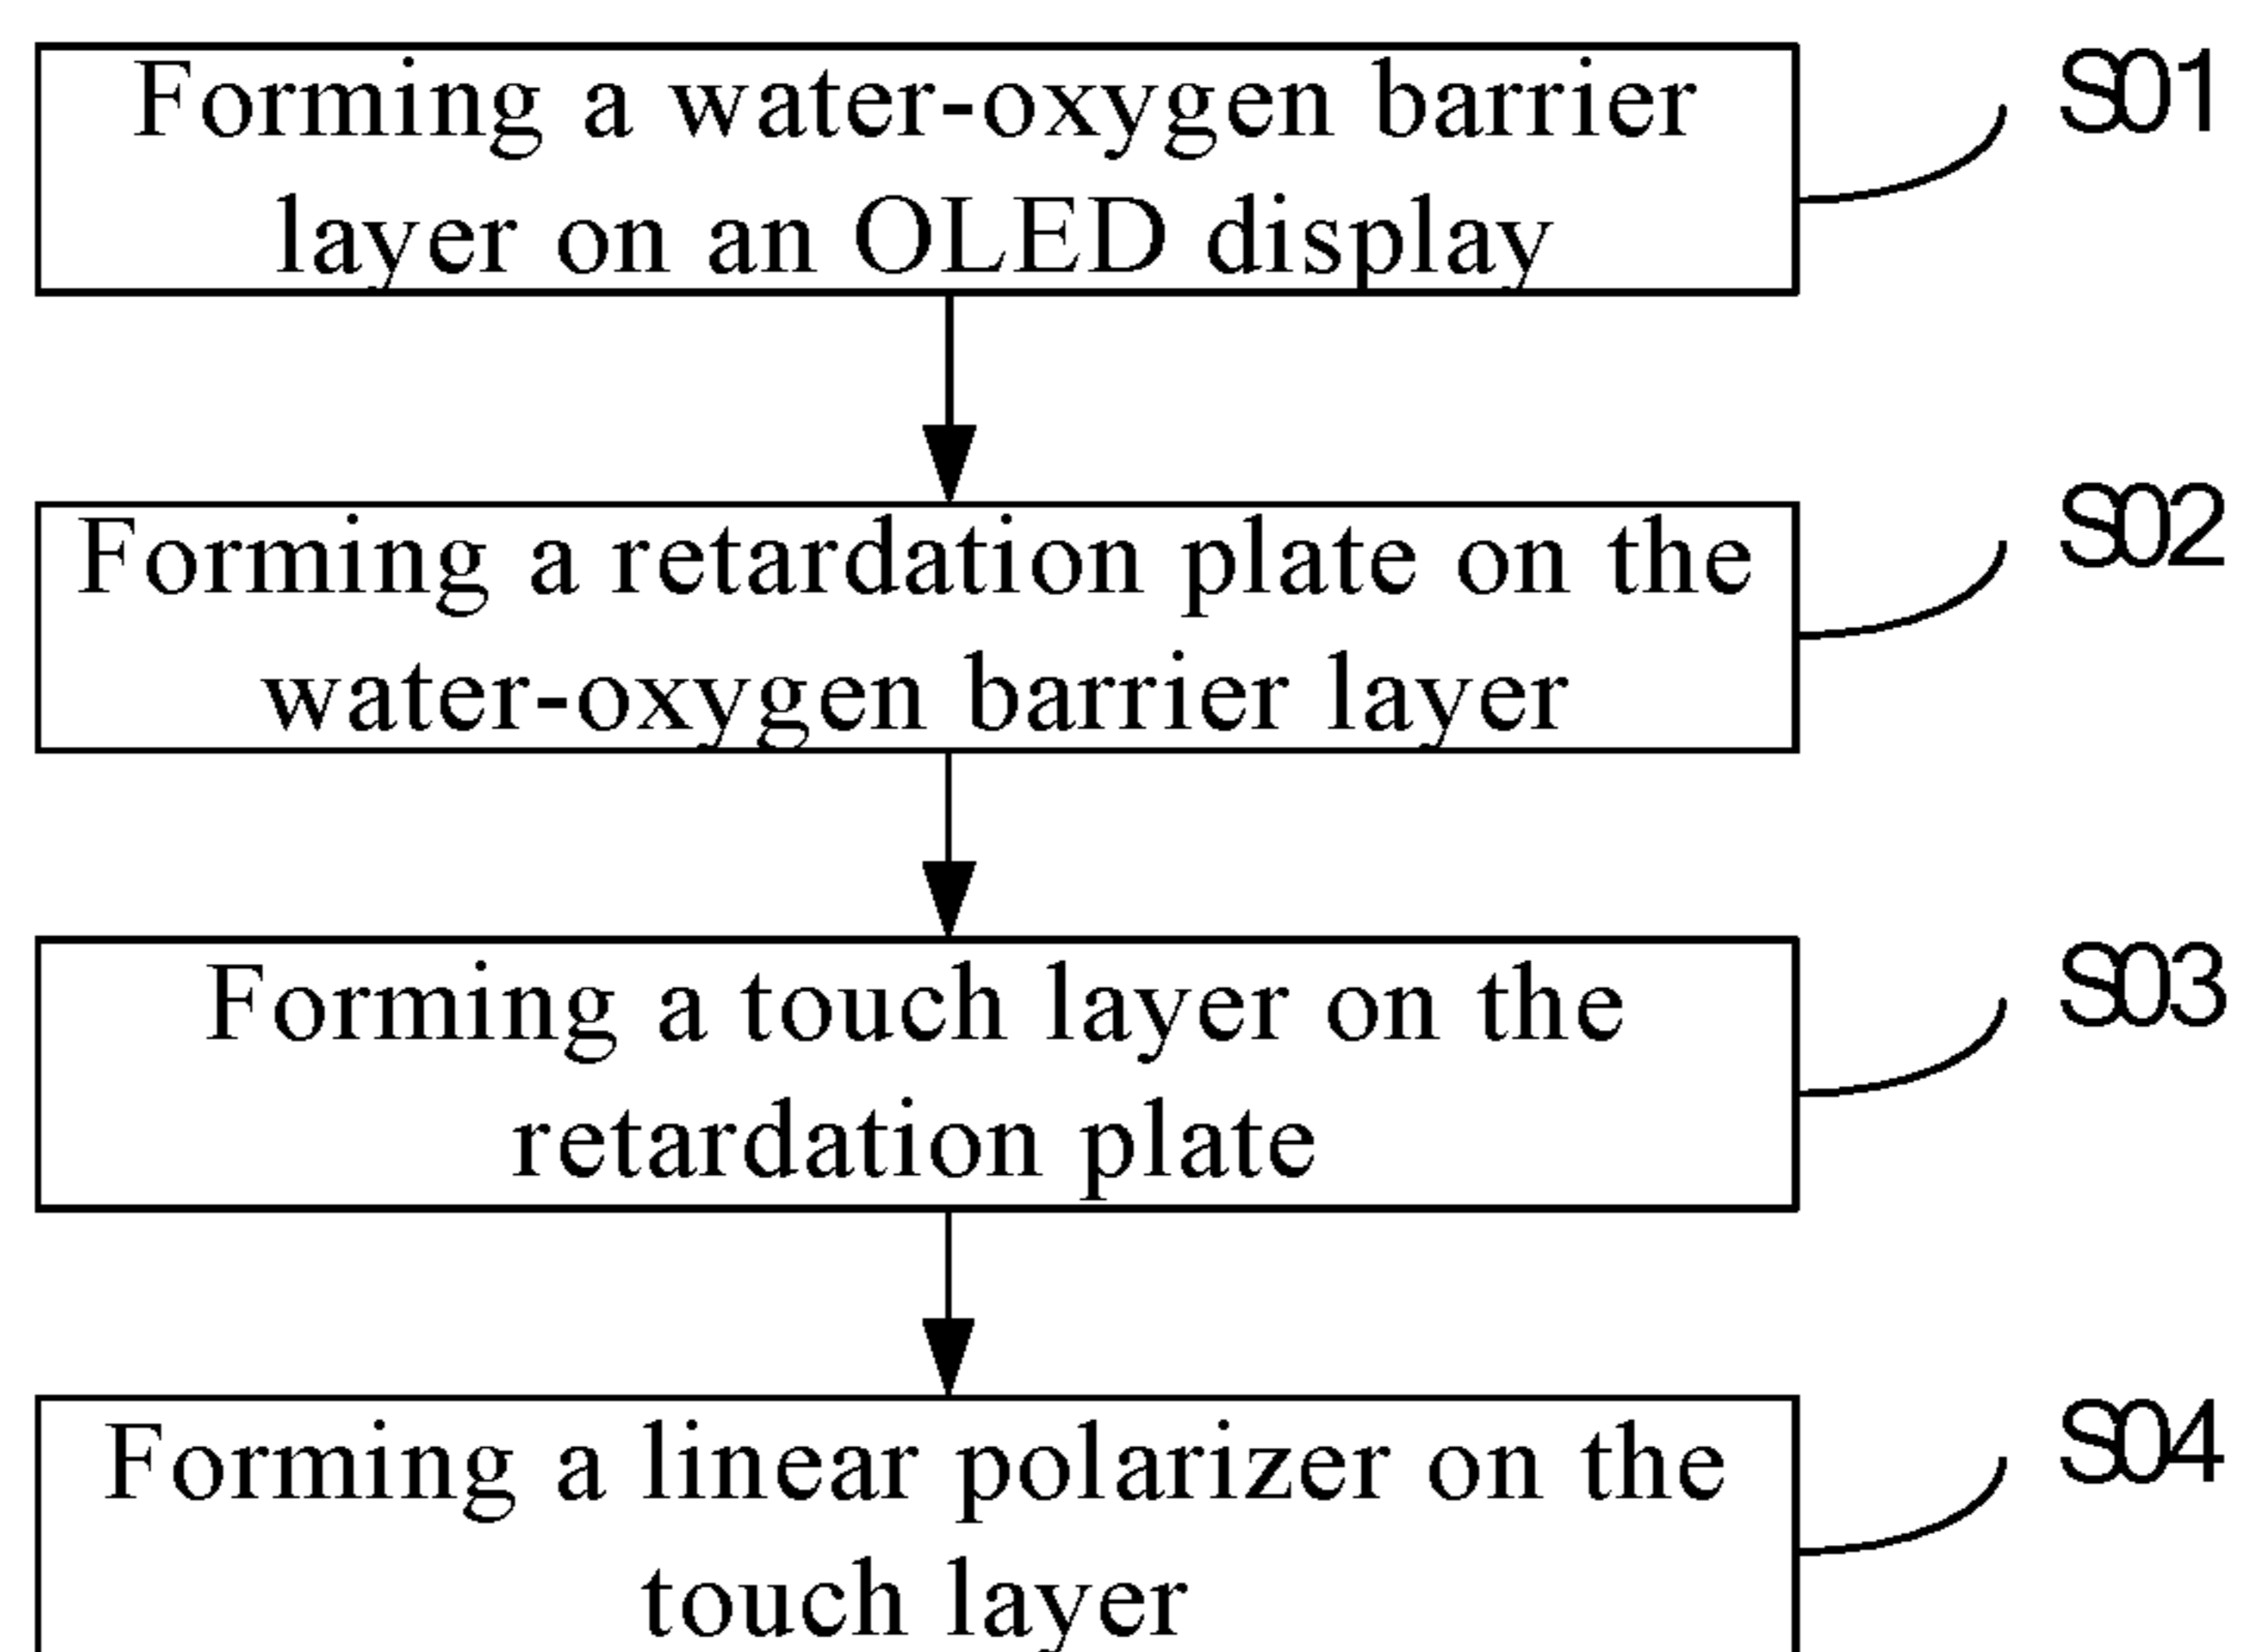 Forming a water-oxygen barrier
layer on an OLED display
S01
Forming a retardation plate on the
water-oxygen barrier layer
S02
Forming a touch layer on the
retardation plate
S03
Forming a linear polarizer on the
touch layer
S04